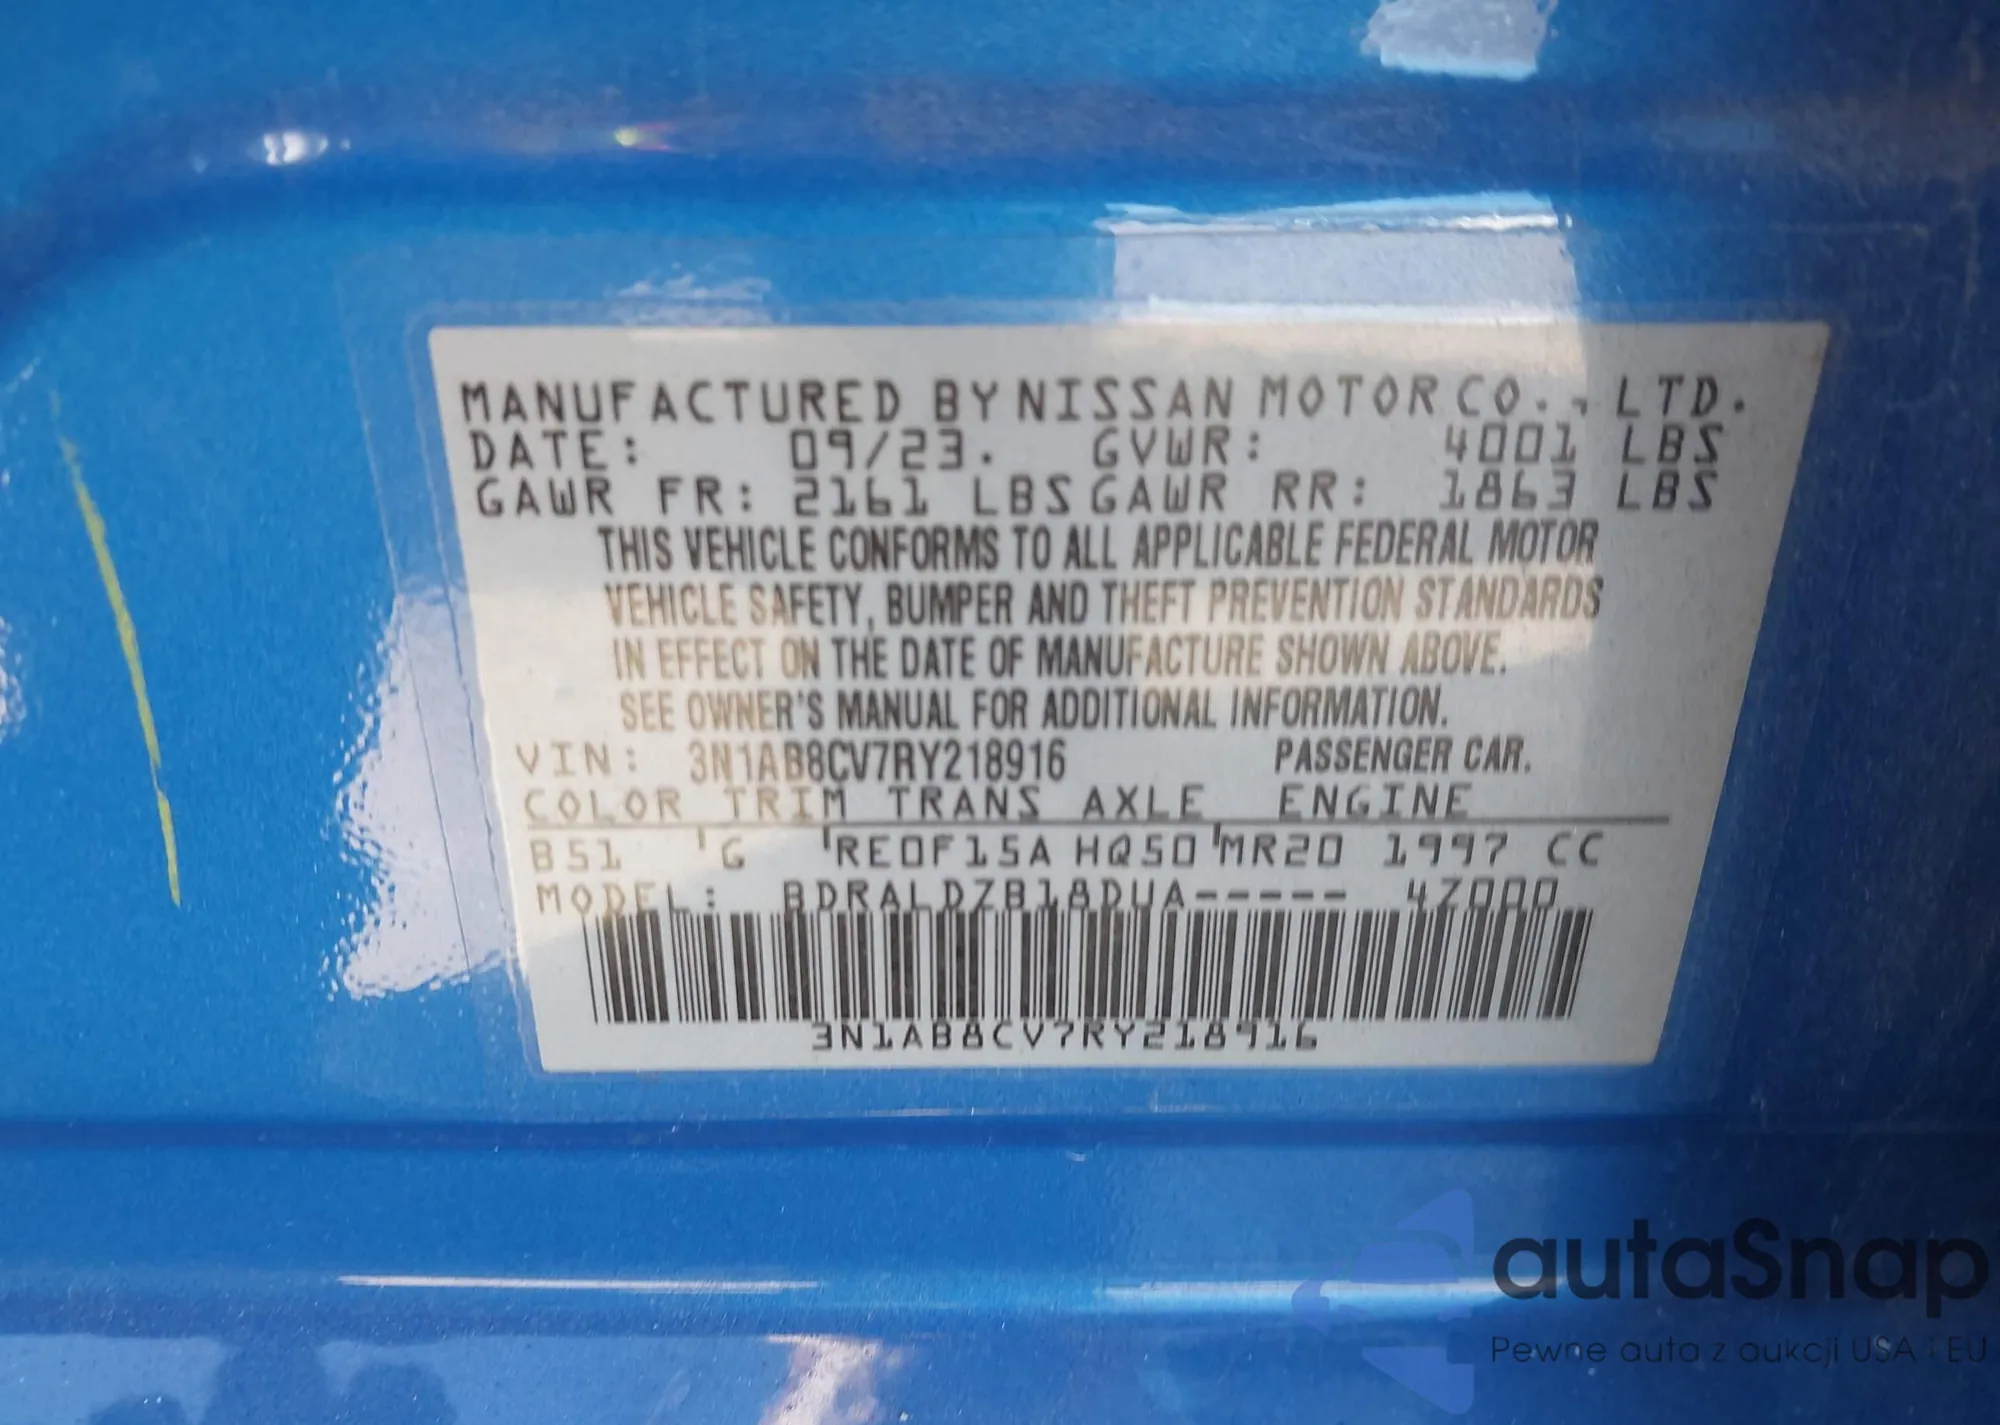 MANUFACTURED BY NISSAN MOTOR CO., LTD.
DATE: 09/23. GVWR: 4001 LBS
GAWR FR: 2161 LBS GAWR RR: 1863 LBS
THIS VEHICLE CONFORMS TO ALL APPLICABLE FEDERAL MOTOR
VEHICLE SAFETY, BUMPER AND THEFT PREVENTION STANDARDS
IN EFFECT ON THE DATE OF MANUFACTURE SHOWN ABOVE.
SEE OWNER'S MANUAL FOR ADDITIONAL INFORMATION.
VIN: 3N1AB8CV7RY218916 PASSENGER CAR.
COLOR TRIM TRANS AXLE ENGINE
B51 'G 'RE0F15A HQ50 'MR20 1997 CC
MODEL: BDRALDZB18DUA----- 4Z000
3N1AB8CV7RY218916
autaSnap
Pewne auto z aukcji USA i EU